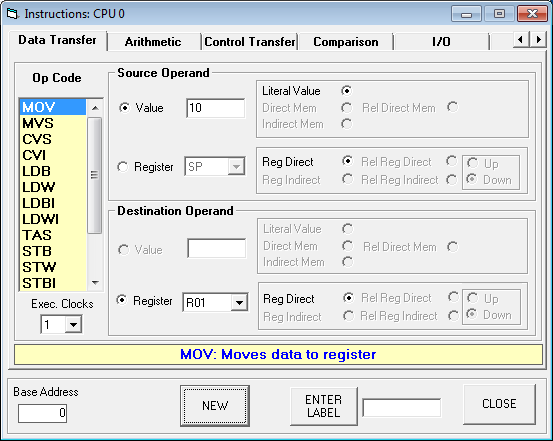 Instructions: CPU 0
Data Transfer Arithmetic Control Transfer Comparison I/O
Op Code
MOV
MVS
CVS
CVI
LDB
LDW
LDBI
LDWI
TAS
STB
STW
STBI
Exec. Clocks
1
Source Operand
Value 10
Literal Value
Direct Mem Rel Direct Mem
Indirect Mem
Register SP
Reg Direct Rel Reg Direct Up
Reg Indirect Rel Reg Indirect Down
Destination Operand
Value
Literal Value
Direct Mem Rel Direct Mem
Indirect Mem
Register R01
Reg Direct Rel Reg Direct Up
Reg Indirect Rel Reg Indirect Down
MOV: Moves data to register
Base Address
0
NEW
ENTER
LABEL
CLOSE